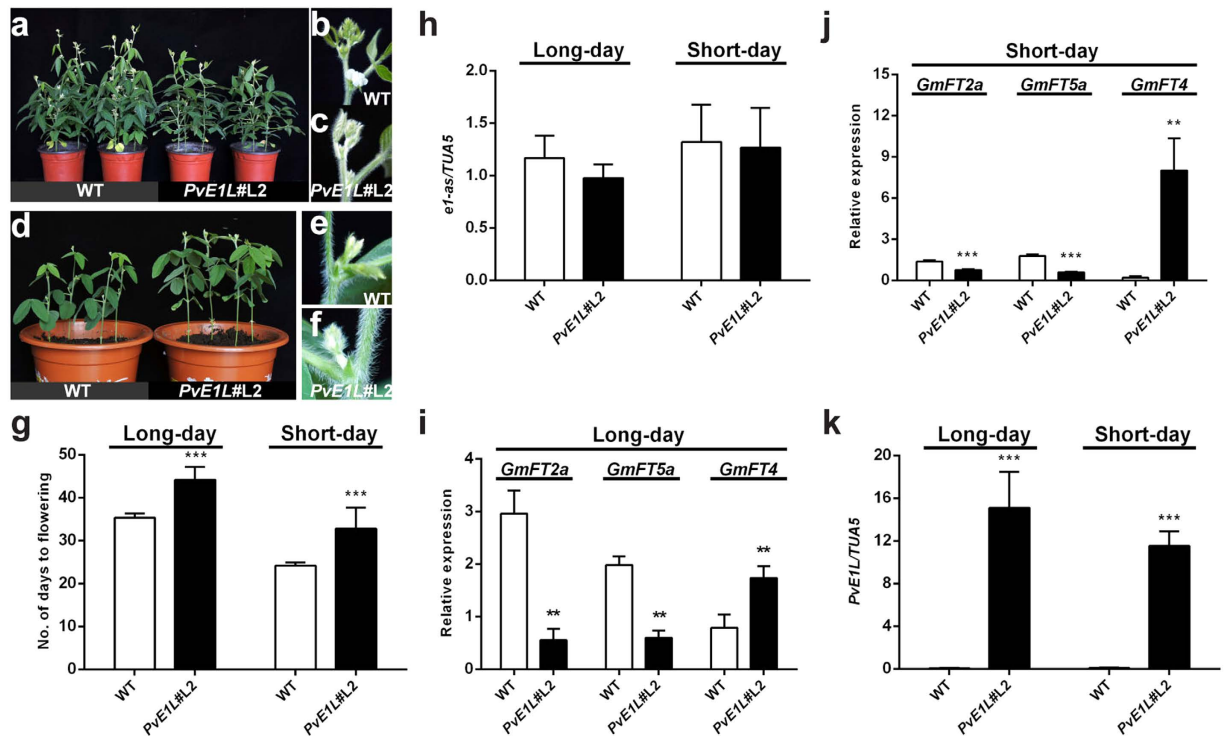 a
WT
PvE1L#L2
b
WT
c
PvE1L#L2
d
WT
PvE1L#L2
e
WT
f
PvE1L#L2
g
Long-day
Short-day
***
***
50
40
30
20
10
0
No. of days to flowering
WT
PvE1L#L2
WT
PvE1L#L2
h
Long-day
Short-day
2.0
1.5
1.0
0.5
0.0
e1-as/TUA5
WT
PvE1L#L2
WT
PvE1L#L2
i
Long-day
GmFT2a GmFT5a GmFT4
**
**
**
4
3
2
1
0
Relative expression
WT
PvE1L#L2
WT
PvE1L#L2
WT
PvE1L#L2
j
Short-day
GmFT2a GmFT5a GmFT4
***
***
**
15
12
9
6
3
0
Relative expression
WT
PvE1L#L2
WT
PvE1L#L2
WT
PvE1L#L2
k
Long-day
Short-day
***
***
20
16
12
8
4
0
PvE1L/TUA5
WT
PvE1L#L2
WT
PvE1L#L2